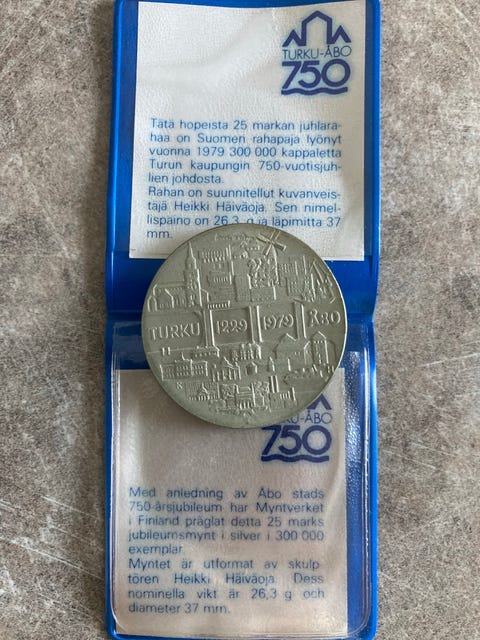 TURKU-ÅBO
750
Tätä hopeista 25 markan juhlara-
haa on Suomen rahapaja lyönyt
vuonna 1979 300 000 kappaletta
Turun kaupungin 750-vuotisjuh-
lien johdosta.
Rahan on suunnitellut kuvanveis-
täjä Heikki Häiväoja. Sen nimel-
lispaino on 26,3 g ja läpimitta 37
mm.
TURKU 1229 1979 ÅBO
KU-ÅBO
750
Med anledning av Åbo stads
750-årsjubileum har Myntverket
i Finland präglat detta 25 marks
jubileumsmynt i silver i 300 000
exemplar.
Myntet är utformat av skulp-
tören Heikki Häiväoja. Dess
nominella vikt är 26,3 g och
diameter 37 mm.